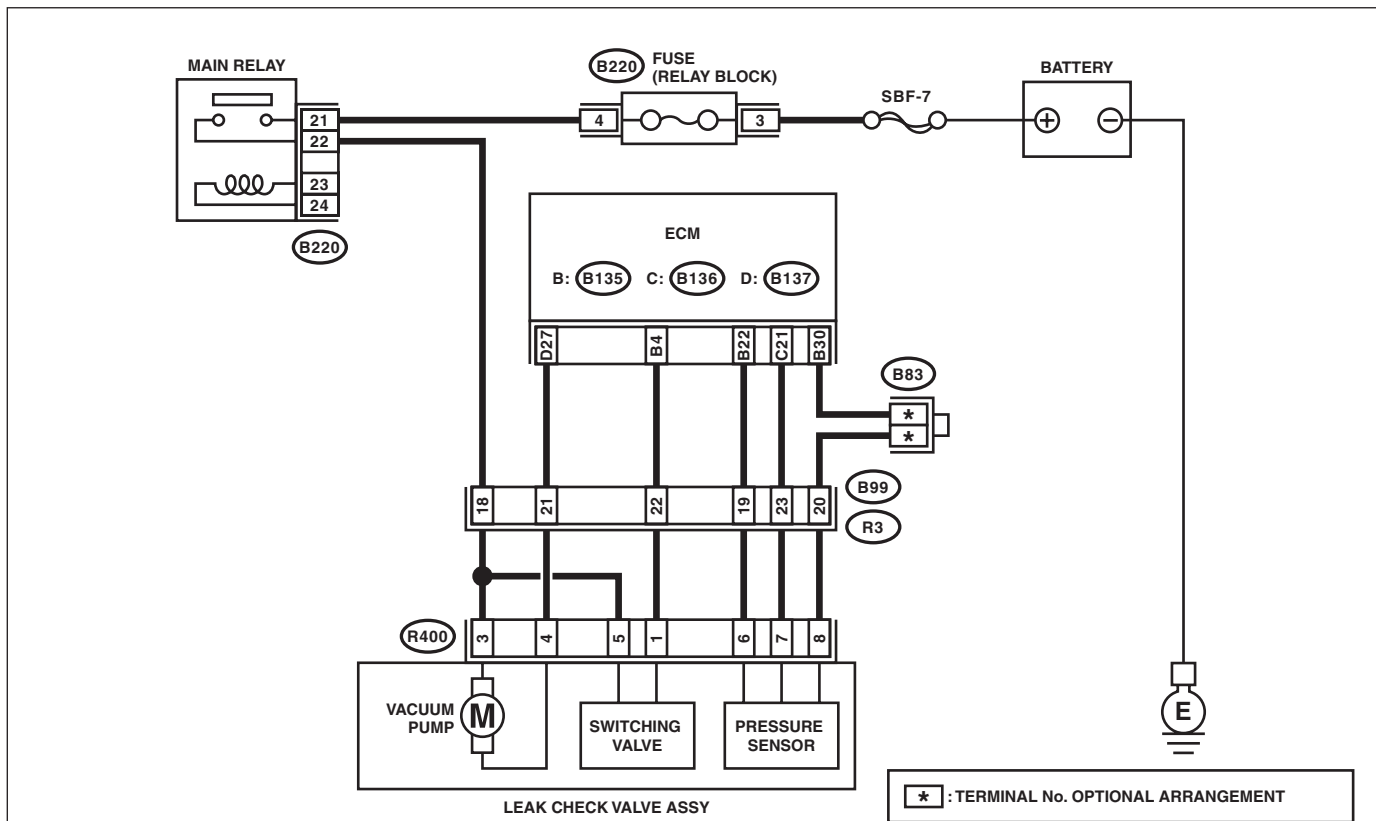 MAIN RELAY
21
22
23
24
B220
B220
FUSE
(RELAY BLOCK)
4
3
SBF-7
BATTERY
+
−
ECM
B: B135 C: B136 D: B137
D27
B4
B22
C21
B30
B83
*
*
18
21
22
19
23
20
B99
R3
R400
3
4
5
1
6
7
8
VACUUM
PUMP
M
SWITCHING
VALVE
PRESSURE
SENSOR
LEAK CHECK VALVE ASSY
E
* : TERMINAL No. OPTIONAL ARRANGEMENT